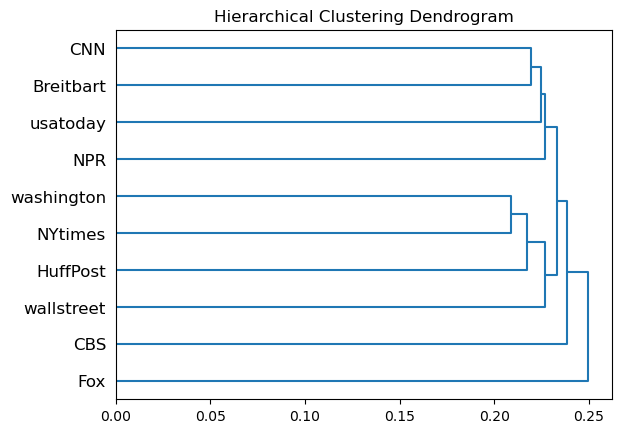 Hierarchical Clustering Dendrogram
CNN
Breitbart
usatoday
NPR
washington
NYtimes
HuffPost
wallstreet
CBS
Fox
0.00 0.05 0.10 0.15 0.20 0.25